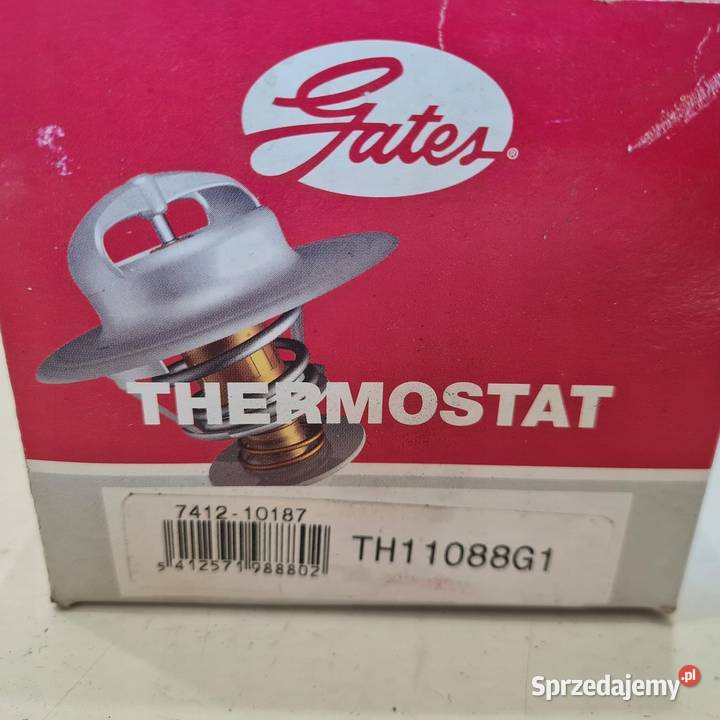 Gates®
THERMOSTAT
7412-10187
5 412571 988802
TH11088G1
Sprzedajemy.pl